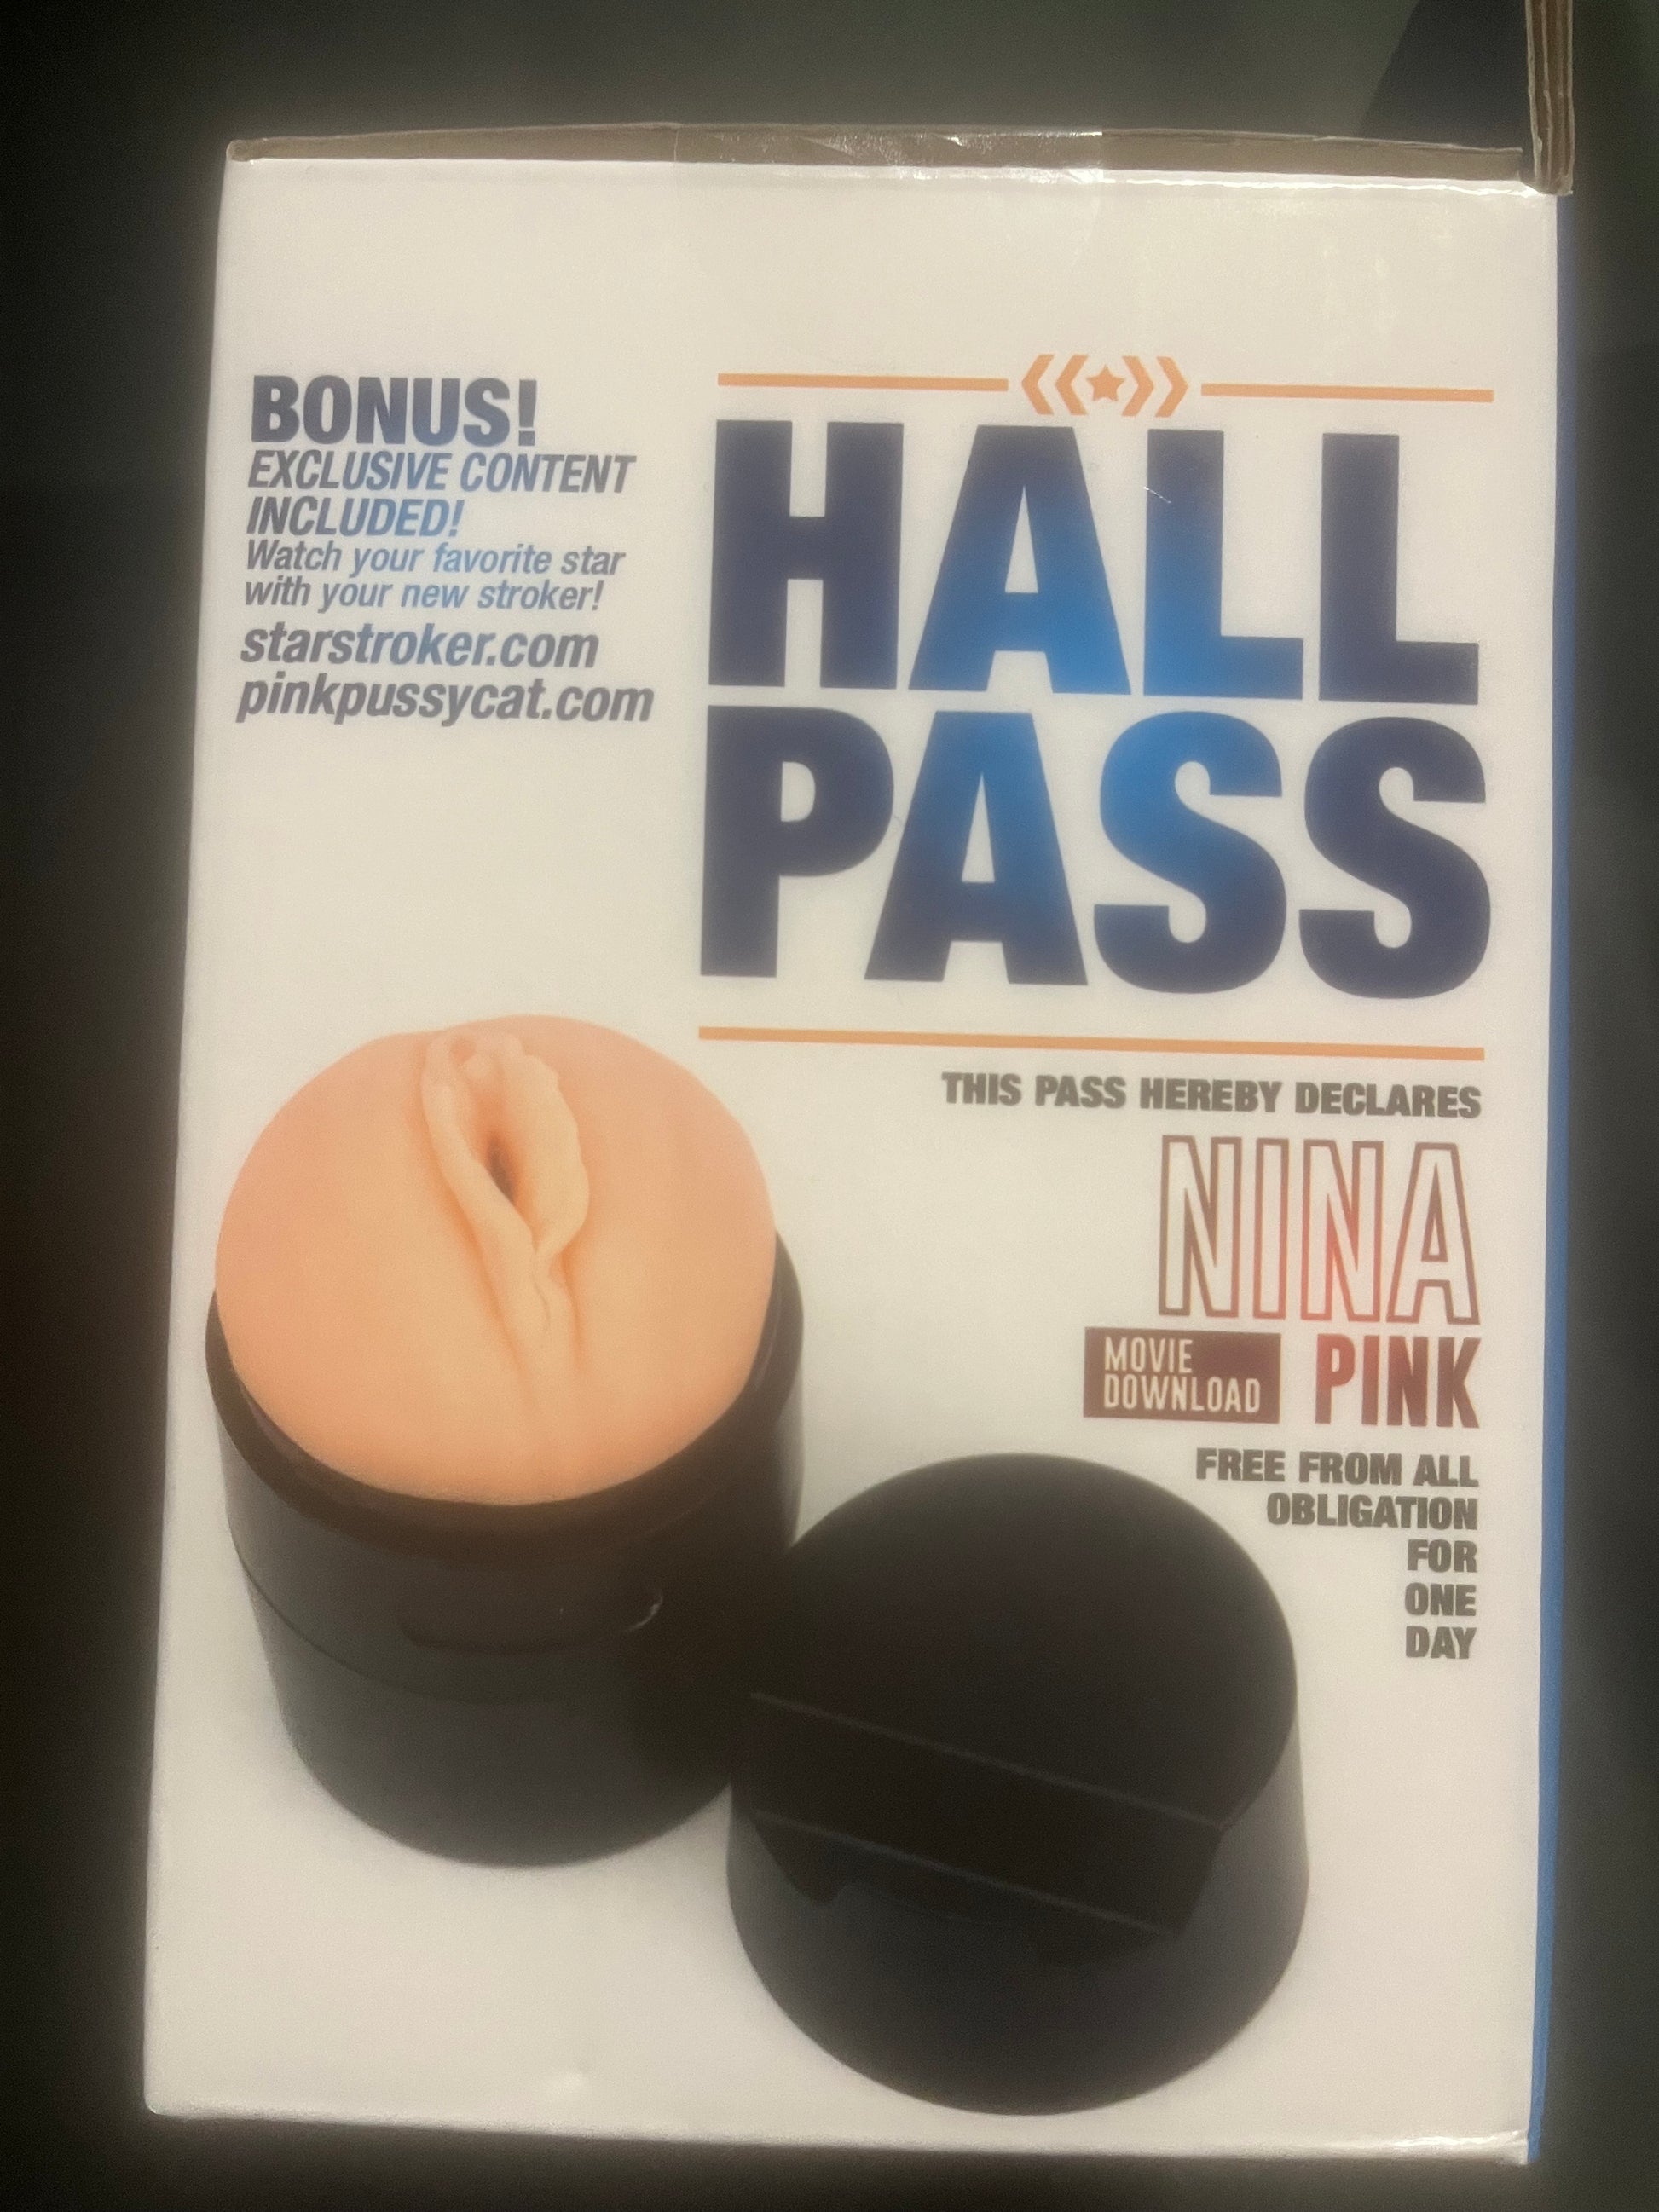 BONUS!
EXCLUSIVE CONTENT
INCLUDED!
Watch your favorite star
with your new stroker!
starstroker.com
pinkpussycat.com
HALL
PASS
THIS PASS HEREBY DECLARES
NINA
MOVIE
DOWNLOAD
PINK
FREE FROM ALL
OBLIGATION
FOR
ONE
DAY